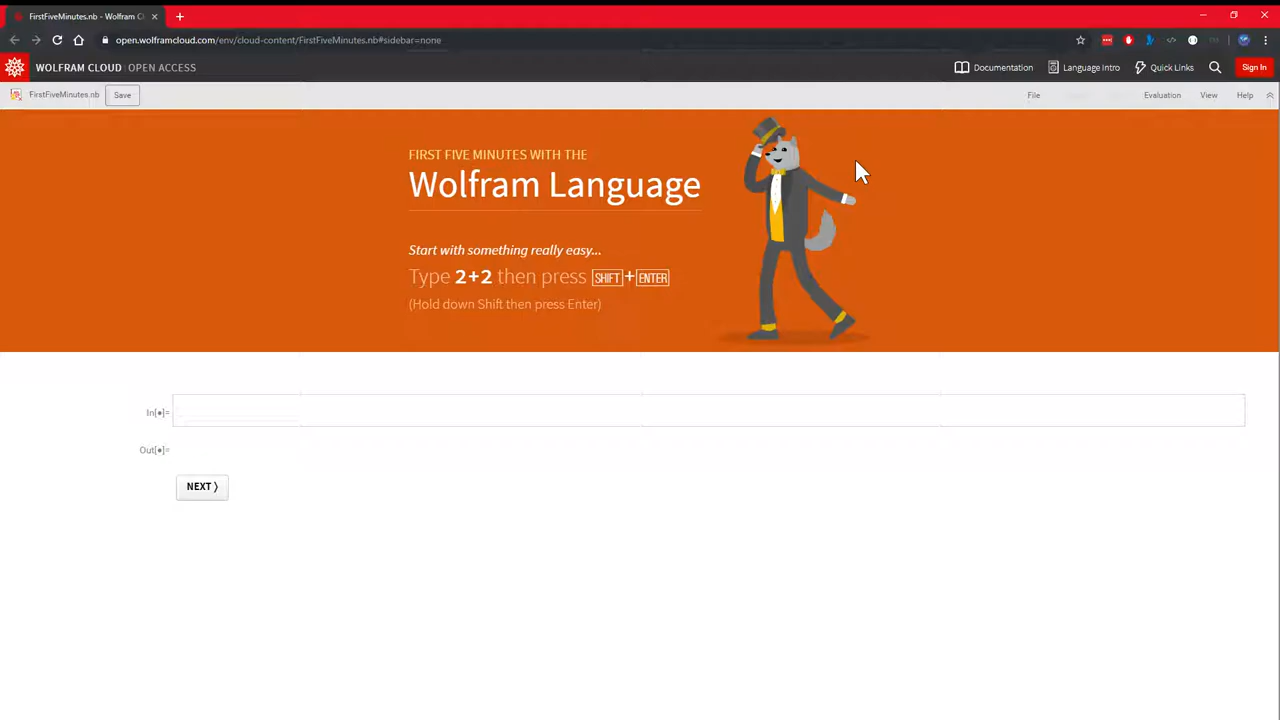 FirstFiveMinutes.nb - Wolfram Cl
open.wolframcloud.com/env/cloud-content/FirstFiveMinutes.nb#sidebar=none
WOLFRAM CLOUD OPEN ACCESS
Documentation Language Intro Quick Links Sign In
FirstFiveMinutes.nb Save File Evaluation View Help
FIRST FIVE MINUTES WITH THE
Wolfram Language
Start with something really easy...
Type 2+2 then press SHIFT+ENTER
(Hold down Shift then press Enter)
In[•]=
Out[•]=
NEXT 〉